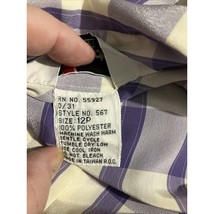 RN NO. 55927
D/31
STYLE NO. 567
SIZE: 12P
100% POLYESTER
MACHINE WASH WARM
GENTLE CYCLE
TUMBLE DRY LOW
USE COOL IRON
DO NOT BLEACH
MADE IN TAIWAN R.O.C.